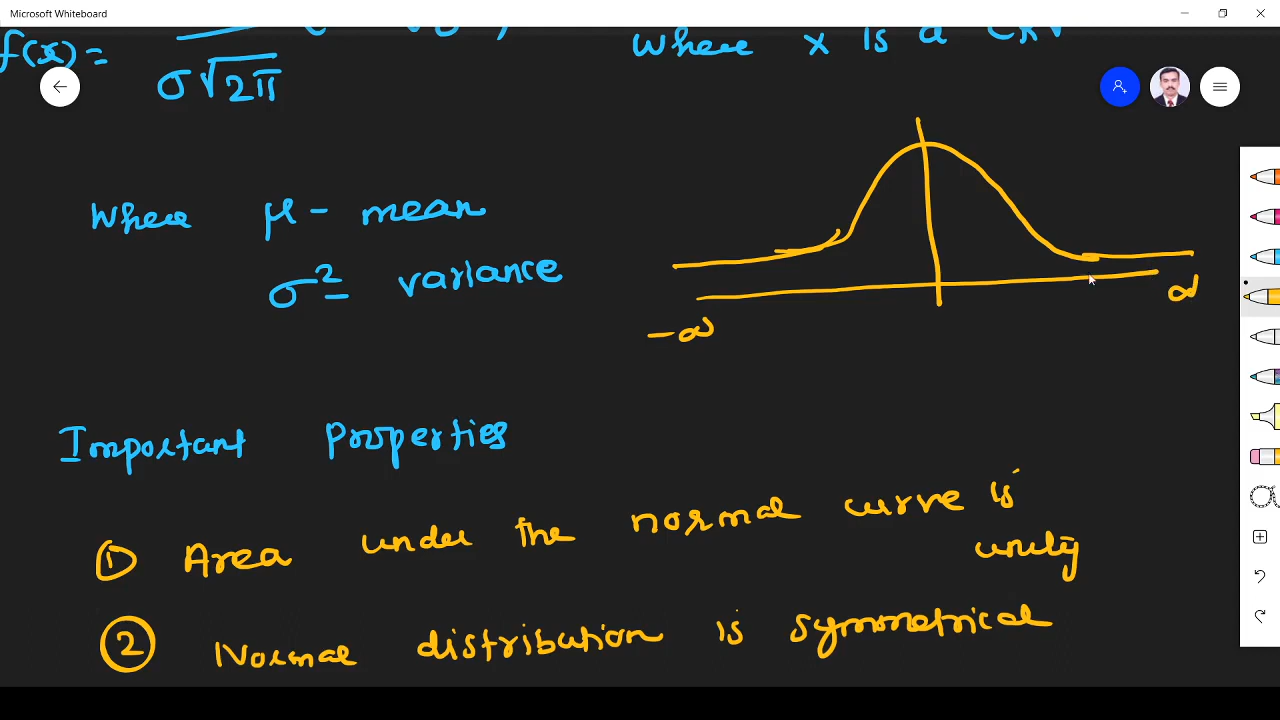 Microsoft Whiteboard
f(x) =
σ√2π
where x is a
Where μ - mean
σ² - variance
-∞
∞
Important Properties
① Area under the normal curve is
unity
② Normal distribution is symmetrical